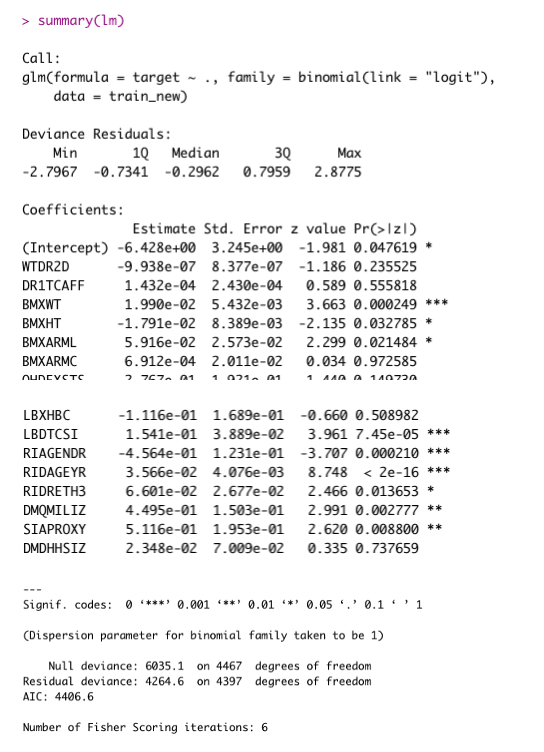 > summary(lm)
Call:
glm(formula = target ~ ., family = binomial(link = "logit"),
    data = train_new)
Deviance Residuals:
    Min      1Q  Median      3Q     Max
-2.7967 -0.7341 -0.2962  0.7959  2.8775
Coefficients:
              Estimate Std. Error z value Pr(>|z|)
(Intercept) -6.428e+00  3.245e+00  -1.981 0.047619 *
WTDR2D      -9.938e-07  8.377e-07  -1.186 0.235525
DR1TCAFF     1.432e-04  2.430e-04   0.589 0.555818
BMXWT        1.990e-02  5.432e-03   3.663 0.000249 ***
BMXHT       -1.791e-02  8.389e-03  -2.135 0.032785 *
BMXARML      5.916e-02  2.573e-02   2.299 0.021484 *
BMXARMC      6.912e-04  2.011e-02   0.034 0.972585
LBXHBC      -1.116e-01  1.689e-01  -0.660 0.508982
LBDTCSI      1.541e-01  3.889e-02   3.961 7.45e-05 ***
RIAGENDR    -4.564e-01  1.231e-01  -3.707 0.000210 ***
RIDAGEYR     3.566e-02  4.076e-03   8.748  < 2e-16 ***
RIDRETH3     6.601e-02  2.677e-02   2.466 0.013653 *
DMQMILIZ     4.495e-01  1.503e-01   2.991 0.002777 **
SIAPROXY     5.116e-01  1.953e-01   2.620 0.008800 **
DMDHHSIZ     2.348e-02  7.009e-02   0.335 0.737659
---
Signif. codes:  0 ‘***’ 0.001 ‘**’ 0.01 ‘*’ 0.05 ‘.’ 0.1 ‘ ’ 1
(Dispersion parameter for binomial family taken to be 1)
    Null deviance: 6035.1  on 4467  degrees of freedom
Residual deviance: 4264.6  on 4397  degrees of freedom
AIC: 4406.6
Number of Fisher Scoring iterations: 6